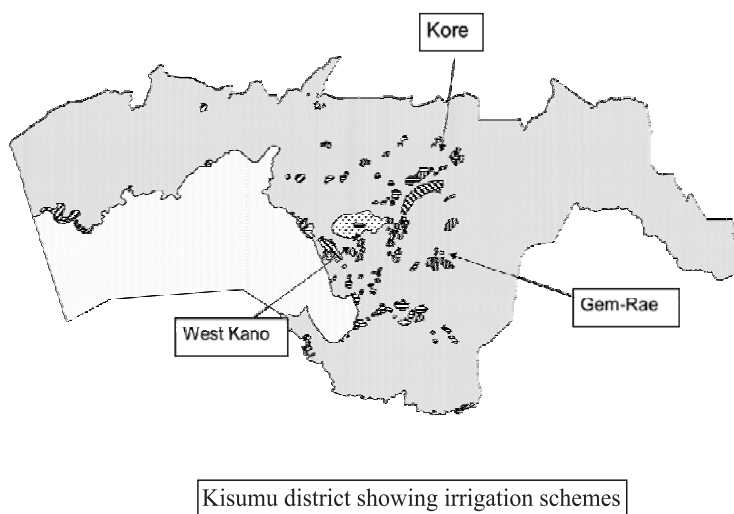 Kore
Gem-Rae
West Kano
Kisumu district showing irrigation schemes